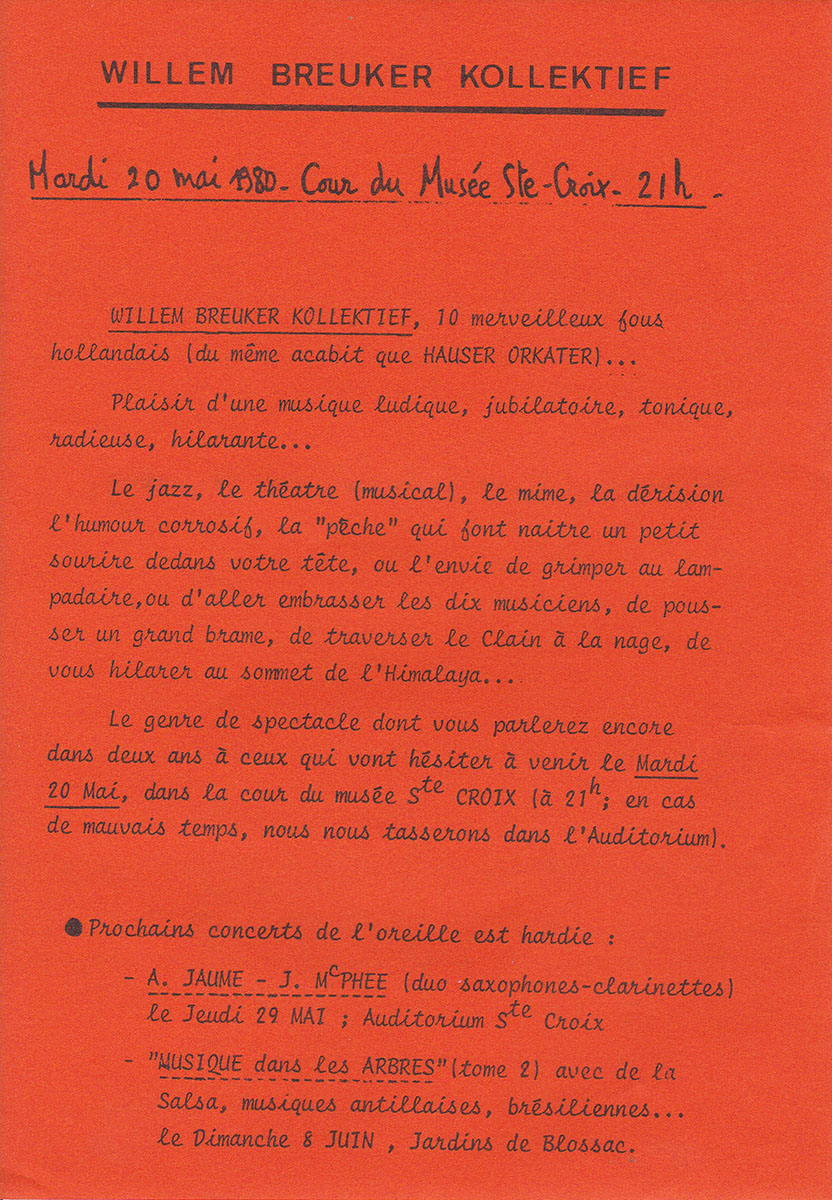 WILLEM BREUKER KOLLEKTIEF
Mardi 20 mai 1980 - Cour du Musée Ste-Croix - 21h -
WILLEM BREUKER KOLLEKTIEF, 10 merveilleux fous
hollandais (du même acabit que HAUSER ORKATER)...
Plaisir d'une musique ludique, jubilatoire, tonique,
radieuse, hilarante...
Le jazz, le théatre (musical), le mime, la dérision
l'humour corrosif, la "pêche" qui font naitre un petit
sourire dedans votre tête, ou l'envie de grimper au lam-
padaire,ou d'aller embrasser les dix musiciens, de pous-
ser un grand brame, de traverser le Clain à la nage, de
vous hilarer au sommet de l'Himalaya...
Le genre de spectacle dont vous parlerez encore
dans deux ans à ceux qui vont hésiter à venir le Mardi
20 Mai, dans la cour du musée Ste CROIX (à 21h; en cas
de mauvais temps, nous nous tasserons dans l'Auditorium).
● Prochains concerts de l'oreille est hardie :
- A. JAUME - J. McPHEE (duo saxophones-clarinettes)
le Jeudi 29 MAI ; Auditorium Ste Croix
- "MUSIQUE dans les ARBRES" (tome 2) avec de la
Salsa, musiques antillaises, brésiliennes...
le Dimanche 8 JUIN , Jardins de Blossac.